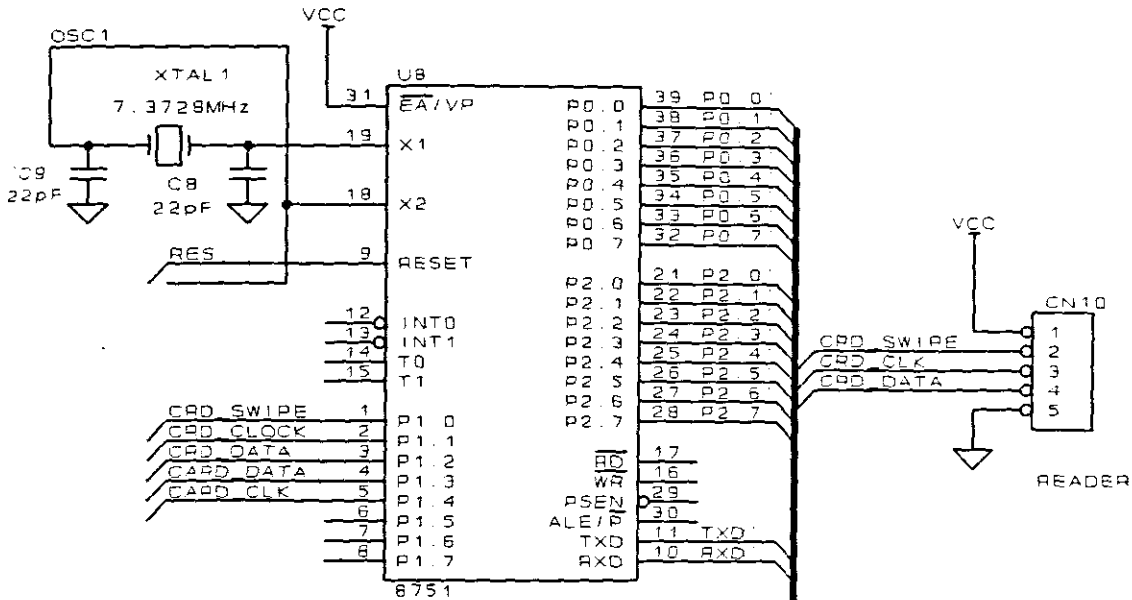 VCC
OSC1
XTAL1
7.3728MHz
C9
22pF
C8
22pF
U8
31 EA/VP
19 X1
18 X2
RES 9 RESET
12 INT0
13 INT1
14 T0
15 T1
CRD SWIPE 1 P1.0
CRD CLOCK 2 P1.1
CRD DATA 3 P1.2
CARD DATA 4 P1.3
CARD CLK 5 P1.4
6 P1.5
7 P1.6
8 P1.7
8751
P0.0 39 P0.0
P0.1 38 P0.1
P0.2 37 P0.2
P0.3 36 P0.3
P0.4 35 P0.4
P0.5 34 P0.5
P0.6 33 P0.6
P0.7 32 P0.7
P2.0 21 P2.0
P2.1 22 P2.1
P2.2 23 P2.2
P2.3 24 P2.3
P2.4 25 P2.4
P2.5 26 P2.5
P2.6 27 P2.6
P2.7 28 P2.7
RD 17
WR 16
PSEN 29
ALE/P 30
TXD 11 TXD
RXD 10 RXD
VCC
CN10
1
CRD SWIPE 2
CRD CLK 3
CRD DATA 4
5
READER